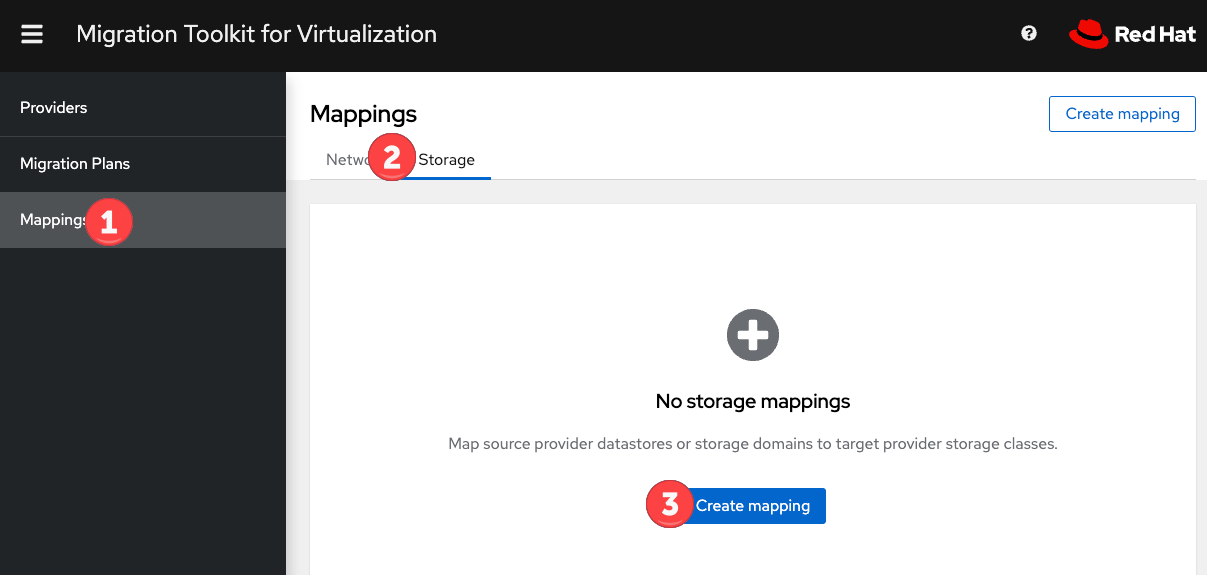 Migration Toolkit for Virtualization
Red Hat
Providers
Migration Plans
Mappings
1
Mappings
Create mapping
2
Storage
No storage mappings
Map source provider datastores or storage domains to target provider storage classes.
3
Create mapping